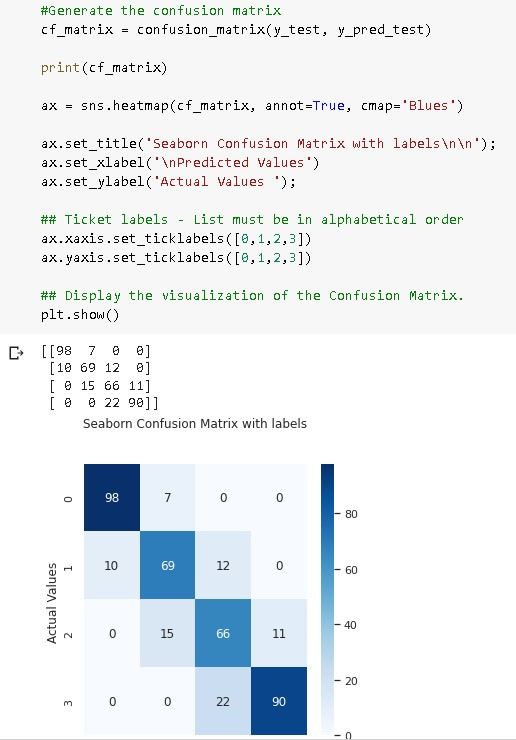 #Generate the confusion matrix
cf_matrix = confusion_matrix(y_test, y_pred_test)
print(cf_matrix)
ax = sns.heatmap(cf_matrix, annot=True, cmap='Blues')
ax.set_title('Seaborn Confusion Matrix with labels\n\n');
ax.set_xlabel('\nPredicted Values')
ax.set_ylabel('Actual Values ');
## Ticket labels - List must be in alphabetical order
ax.xaxis.set_ticklabels([0,1,2,3])
ax.yaxis.set_ticklabels([0,1,2,3])
## Display the visualization of the Confusion Matrix.
plt.show()
[[98 7 0 0]
[10 69 12 0]
[ 0 15 66 11]
[ 0 0 22 90]]
Seaborn Confusion Matrix with labels
0 98 7 0 0
80
1 10 69 12 0
60
Actual Values
40
2 0 15 66 11
20
3 0 0 22 90
0